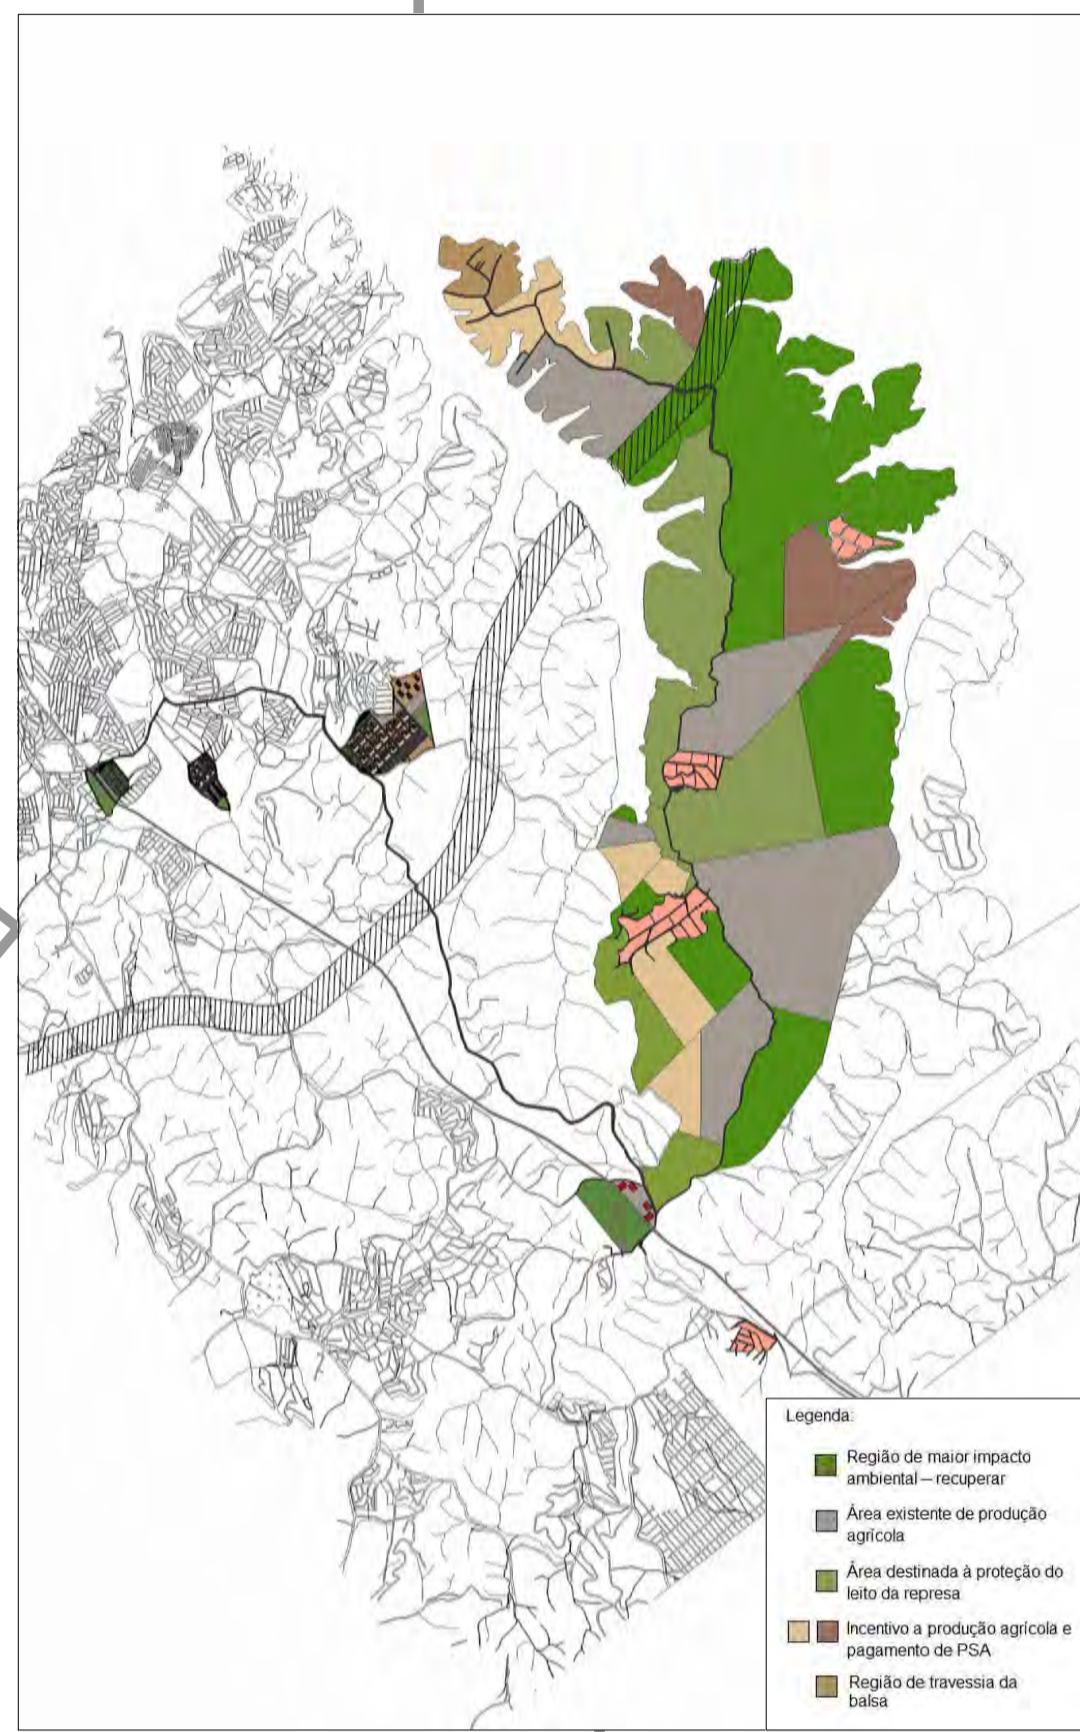 Legenda:
Região de maior impacto
ambiental – recuperar
Área existente de produção
agrícola
Área destinada à proteção do
leito da represa
Incentivo a produção agrícola e
pagamento de PSA
Região de travessia da
balsa